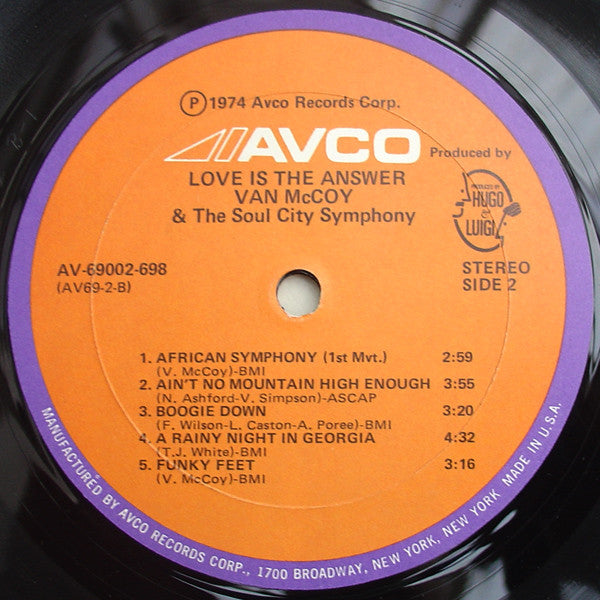 ℗ 1974 Avco Records Corp.
AVCO
Produced by
PRODUCED BY
HUGO
&
LUIGI
LOVE IS THE ANSWER
VAN McCOY
& The Soul City Symphony
AV-69002-698
(AV69-2-B)
STEREO
SIDE 2
1. AFRICAN SYMPHONY (1st Mvt.) 2:59
(V. McCoy)-BMI
2. AIN'T NO MOUNTAIN HIGH ENOUGH 3:55
(N. Ashford-V. Simpson)-ASCAP
3. BOOGIE DOWN 3:20
(F. Wilson-L. Caston-A. Poree)-BMI
4. A RAINY NIGHT IN GEORGIA 4:32
(T.J. White)-BMI
5. FUNKY FEET 3:16
(V. McCoy)-BMI
MANUFACTURED BY AVCO RECORDS CORP., 1700 BROADWAY, NEW YORK, NEW YORK MADE IN U.S.A.